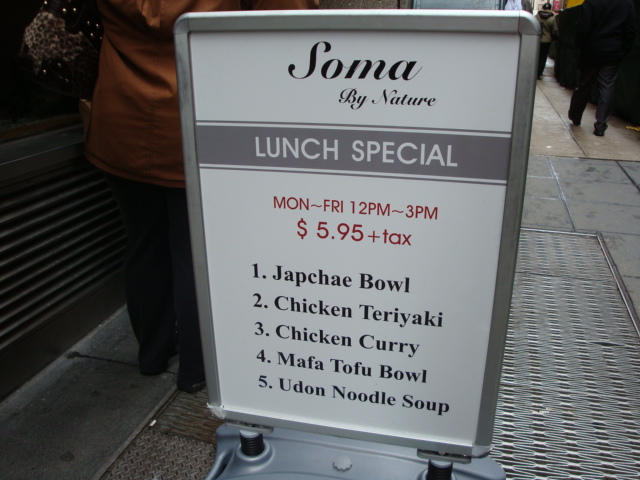 Soma
By Nature
LUNCH SPECIAL
MON~FRI 12PM~3PM
$ 5.95+tax
1. Japchae Bowl
2. Chicken Teriyaki
3. Chicken Curry
4. Mafa Tofu Bowl
5. Udon Noodle Soup